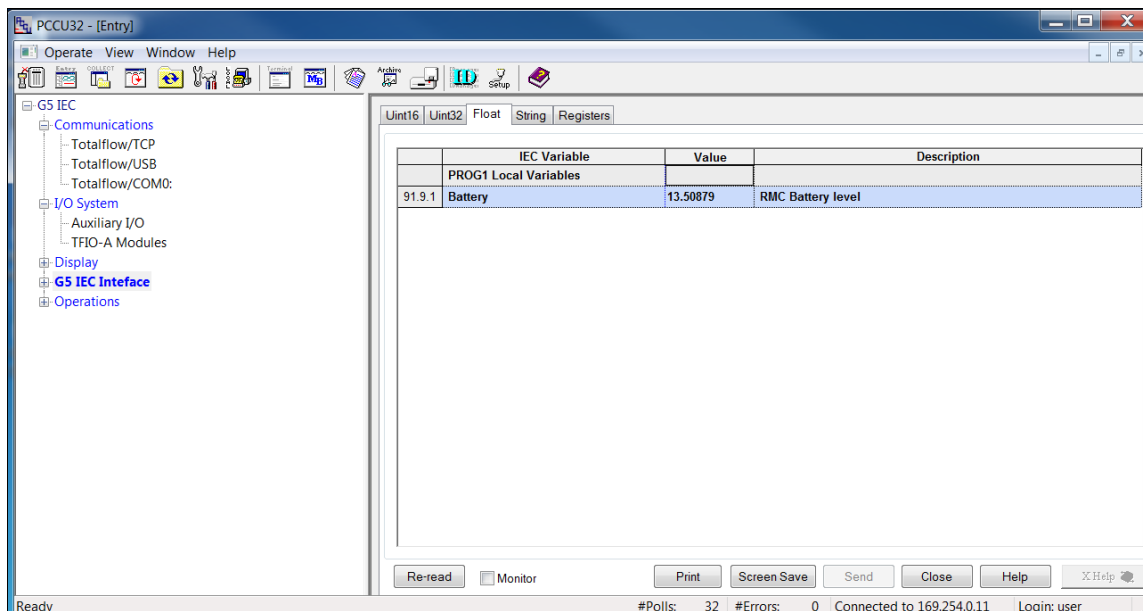 PCCU32 - [Entry]
Operate View Window Help
Entry COLLECT Terminal MB Archive Setup
G5 IEC
Communications
Totalflow/TCP
Totalflow/USB
Totalflow/COM0:
I/O System
Auxiliary I/O
TFIO-A Modules
Display
G5 IEC Inteface
Operations
Uint16 Uint32 Float String Registers
IEC Variable Value Description
PROG1 Local Variables
91.9.1 Battery 13.50879 RMC Battery level
Re-read Monitor Print Screen Save Send Close Help X Help
Ready #Polls: 32 #Errors: 0 Connected to 169.254.0.11 Login: user